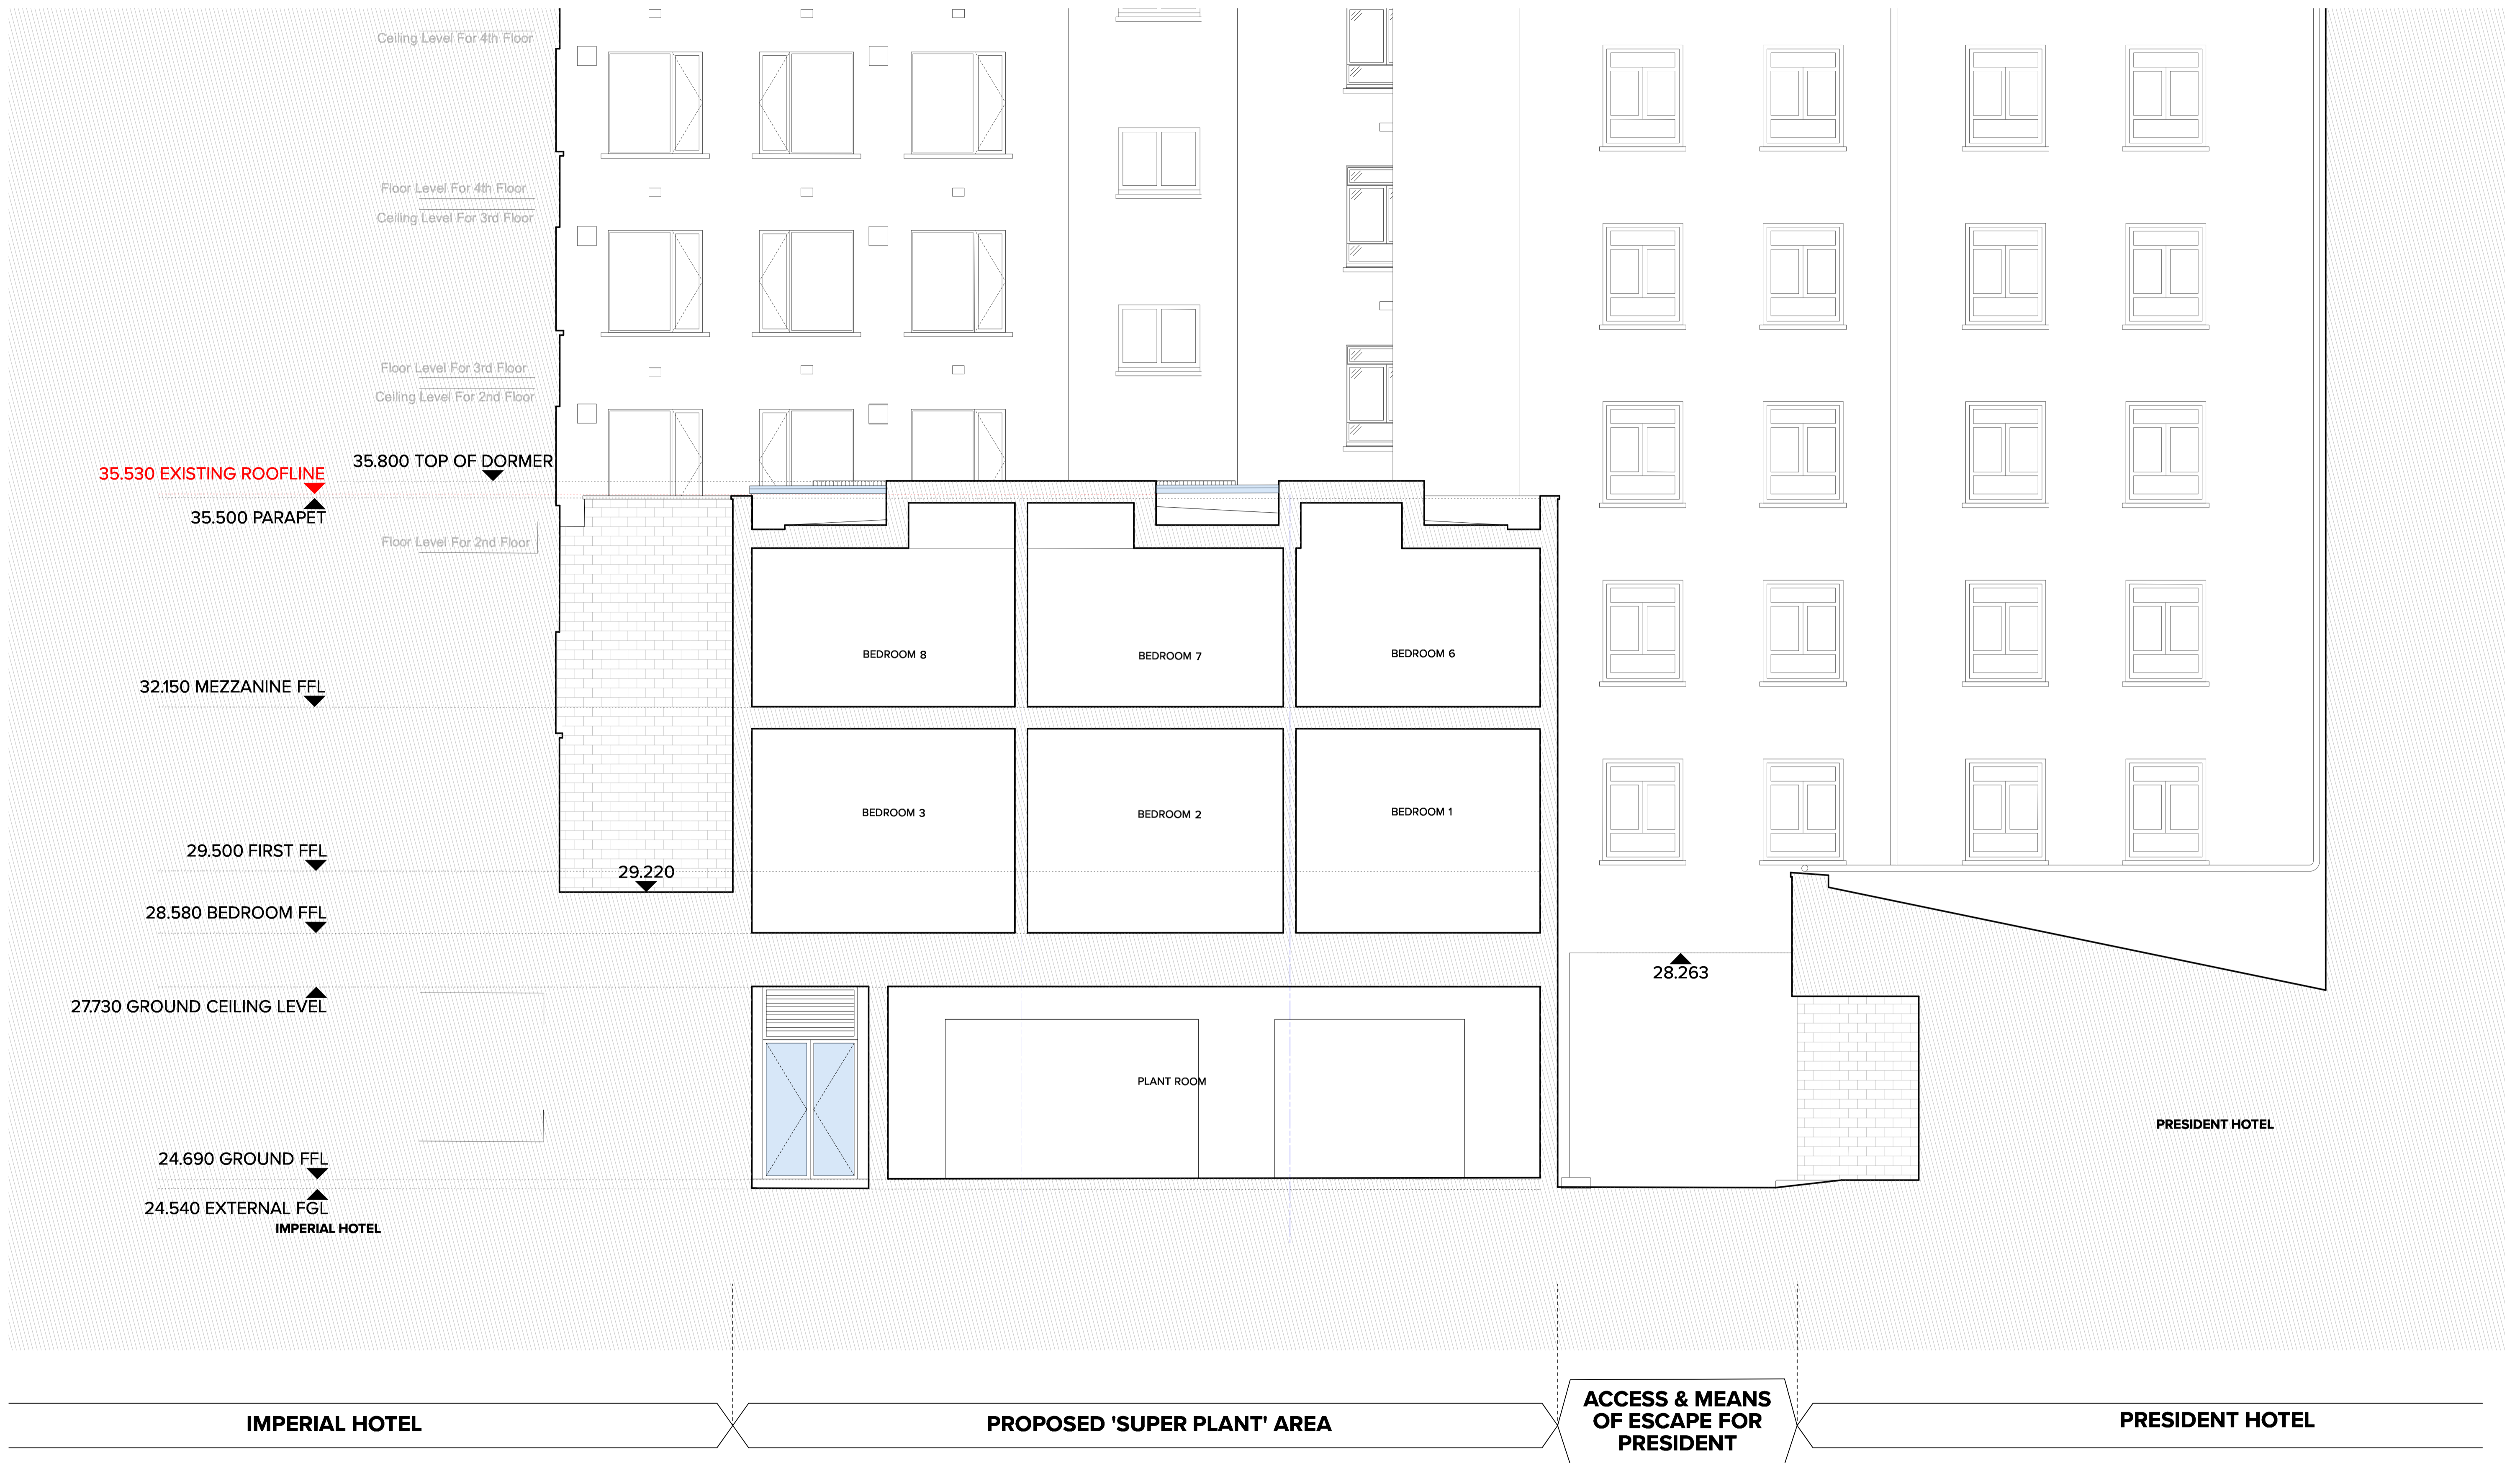 Ceiling Level For 4th Floor
Floor Level For 4th Floor
Ceiling Level For 3rd Floor
Floor Level For 3rd Floor
Ceiling Level For 2nd Floor
35.800 TOP OF DORMER
35.530 EXISTING ROOFLINE
35.500 PARAPET
Floor Level For 2nd Floor
BEDROOM 8
BEDROOM 7
BEDROOM 6
32.150 MEZZANINE FFL
BEDROOM 3
BEDROOM 2
BEDROOM 1
29.500 FIRST FFL
29.220
28.580 BEDROOM FFL
28.263
27.730 GROUND CEILING LEVEL
PLANT ROOM
PRESIDENT HOTEL
24.690 GROUND FFL
24.540 EXTERNAL FGL
IMPERIAL HOTEL
IMPERIAL HOTEL
PROPOSED 'SUPER PLANT' AREA
ACCESS & MEANS
OF ESCAPE FOR
PRESIDENT
PRESIDENT HOTEL